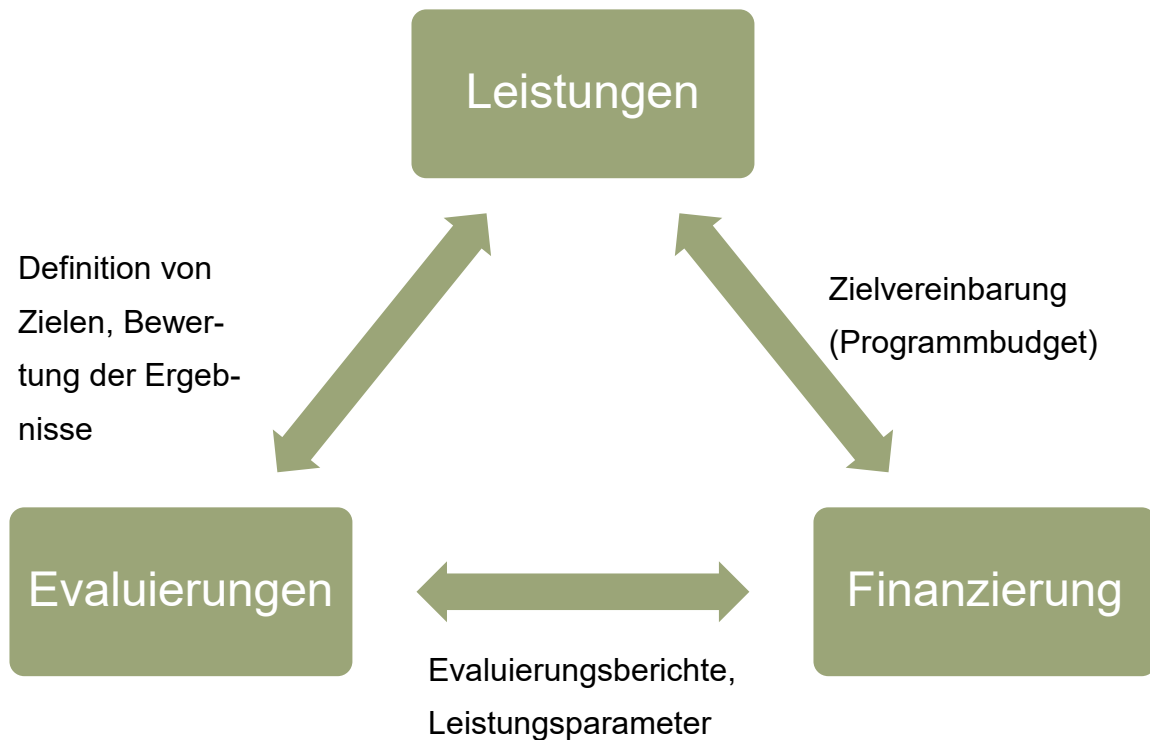 Leistungen
Definition von
Zielen, Bewer-
tung der Ergeb-
nisse
Zielvereinbarung
(Programmbudget)
Evaluierungen
Finanzierung
Evaluierungsberichte,
Leistungsparameter